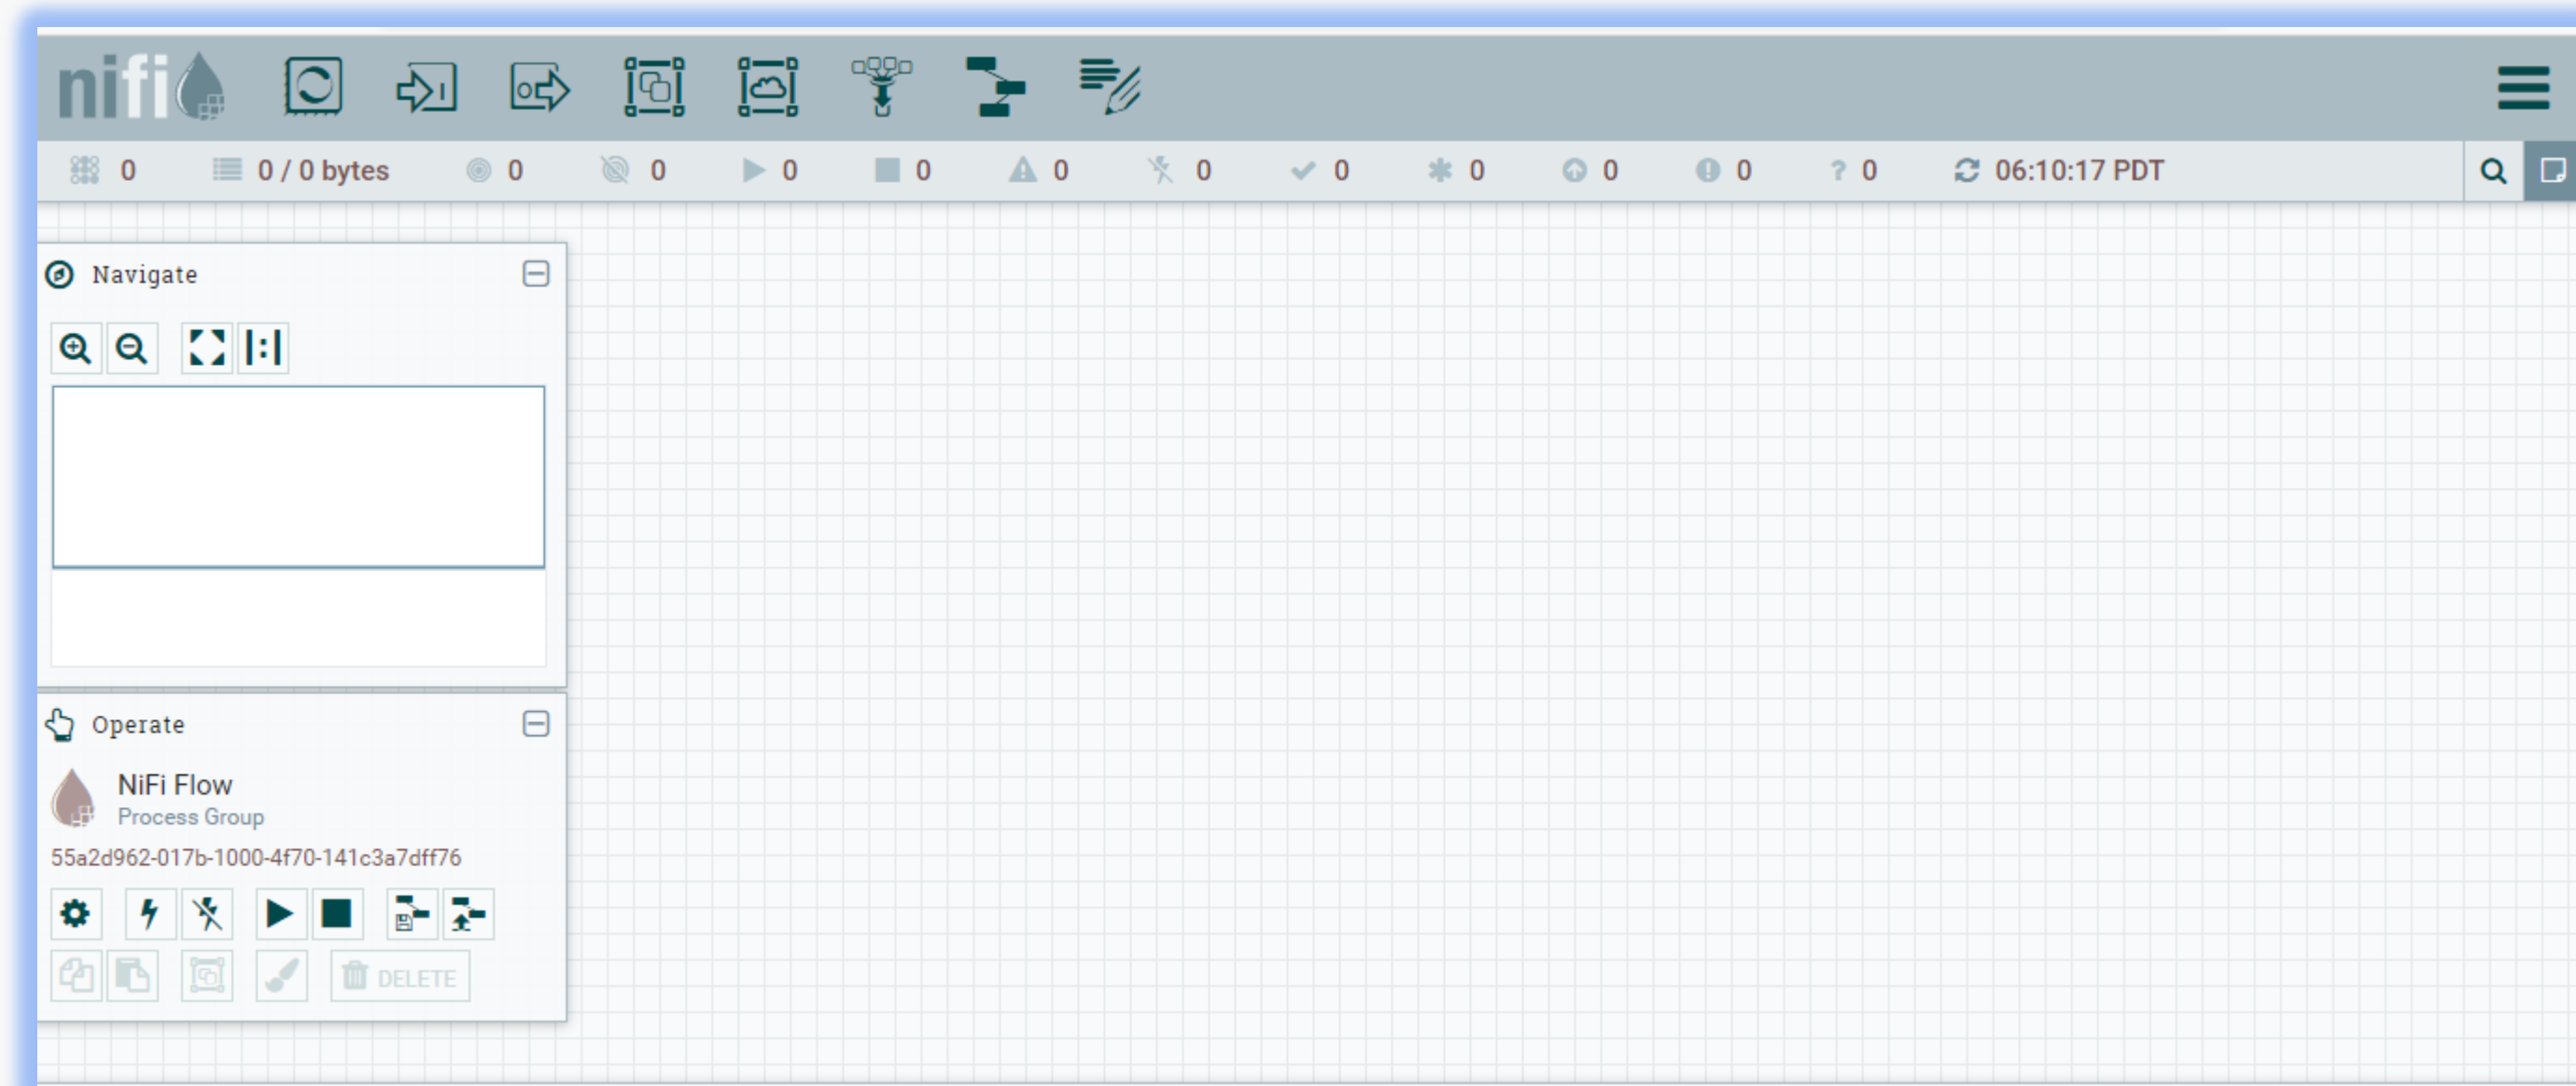 nifi
0 0 / 0 bytes 0 0 0 0 0 0 0 0 0 0 0 06:10:17 PDT
Navigate
Operate
NiFi Flow
Process Group
55a2d962-017b-1000-4f70-141c3a7dff76
DELETE